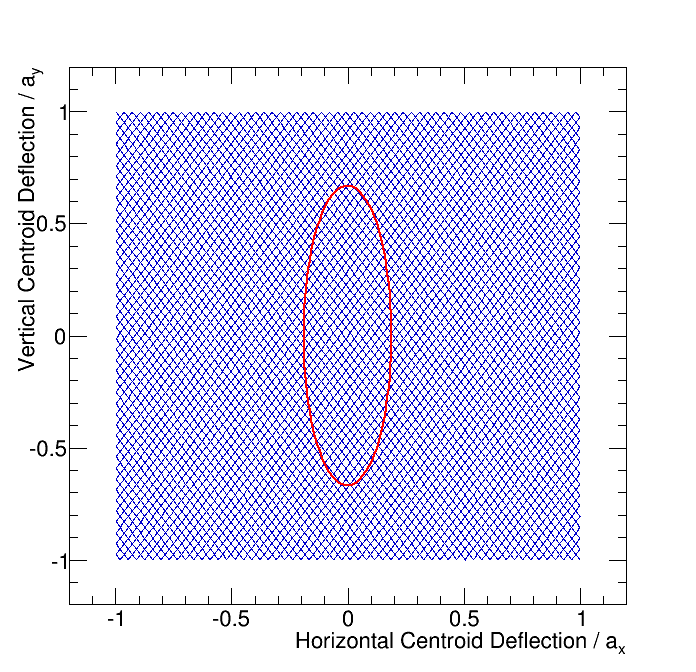 Vertical Centroid Deflection / a_y
1
0.5
0
-0.5
-1
-1 -0.5 0 0.5 1
Horizontal Centroid Deflection / a_x